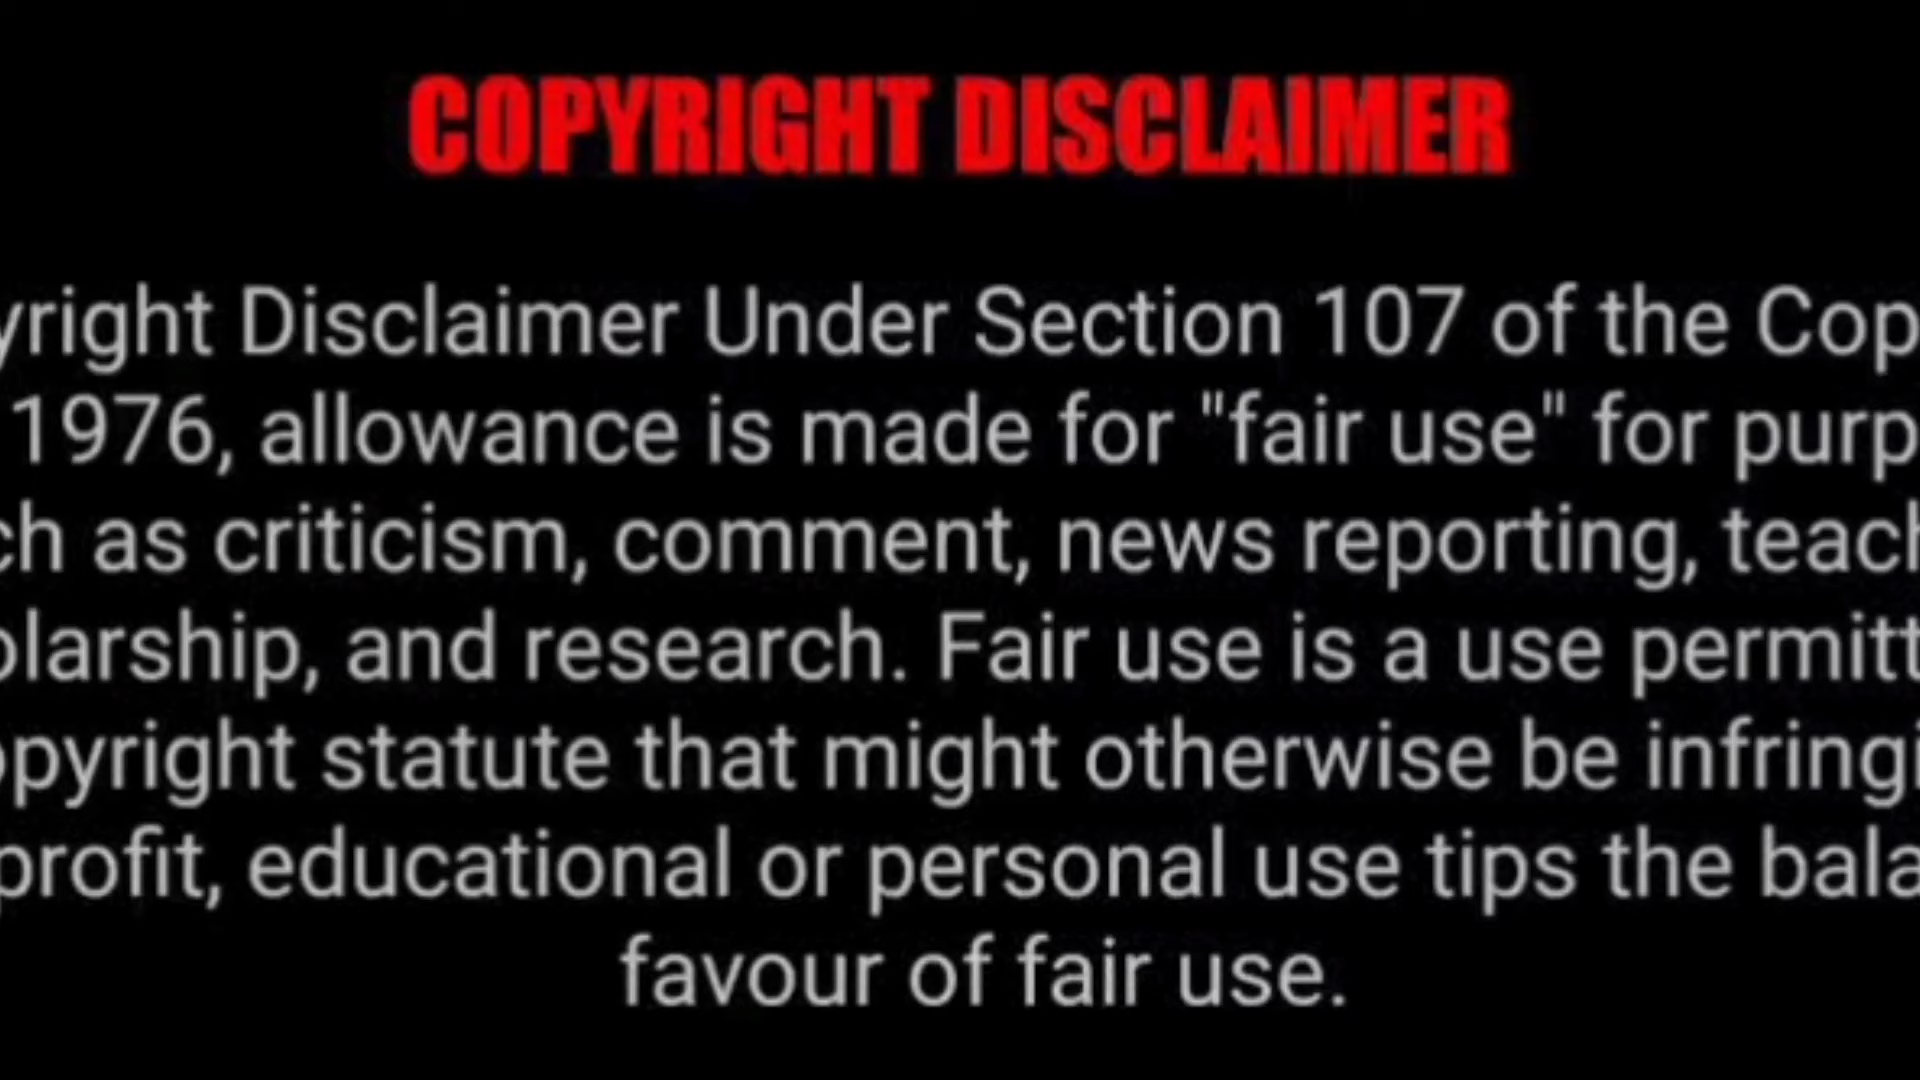 COPYRIGHT DISCLAIMER
yright Disclaimer Under Section 107 of the Cop
1976, allowance is made for "fair use" for purp
ch as criticism, comment, news reporting, teach
olarship, and research. Fair use is a use permitt
opyright statute that might otherwise be infringi
profit, educational or personal use tips the bala
favour of fair use.